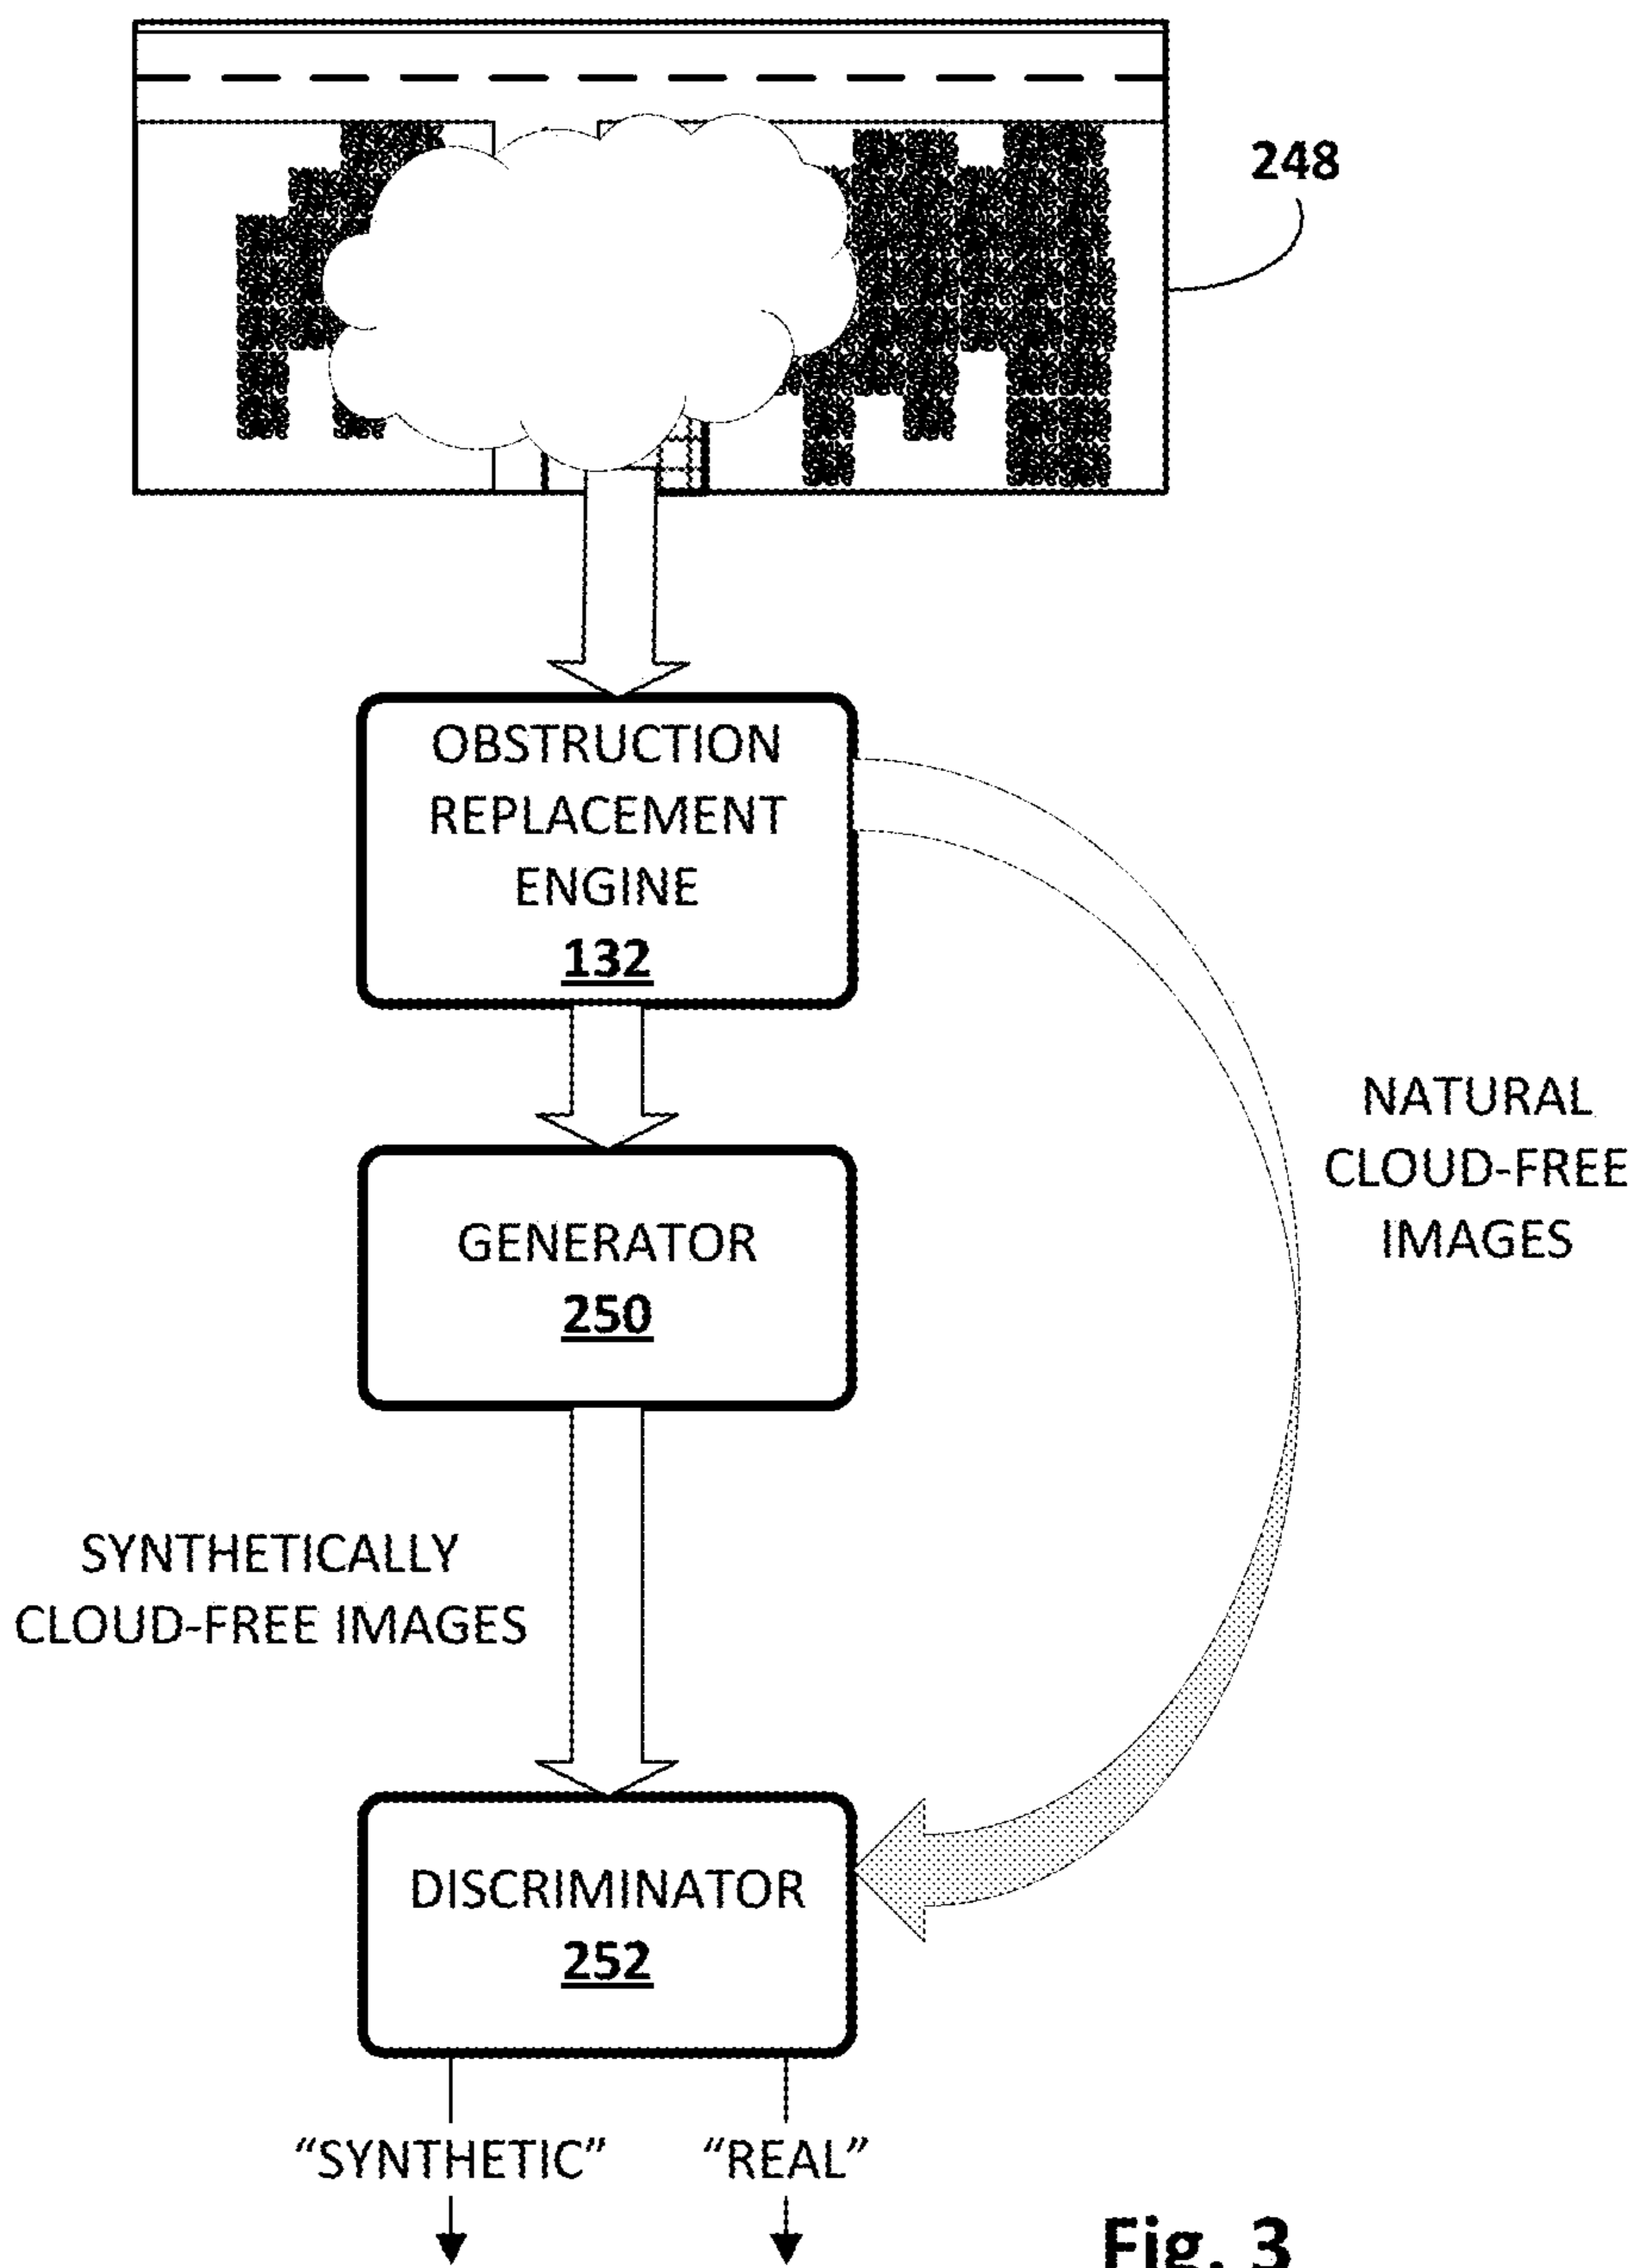 248
OBSTRUCTION
REPLACEMENT
ENGINE
132
NATURAL
CLOUD-FREE
IMAGES
GENERATOR
250
SYNTHETICALLY
CLOUD-FREE IMAGES
DISCRIMINATOR
252
“SYNTHETIC” “REAL”
Fig. 3